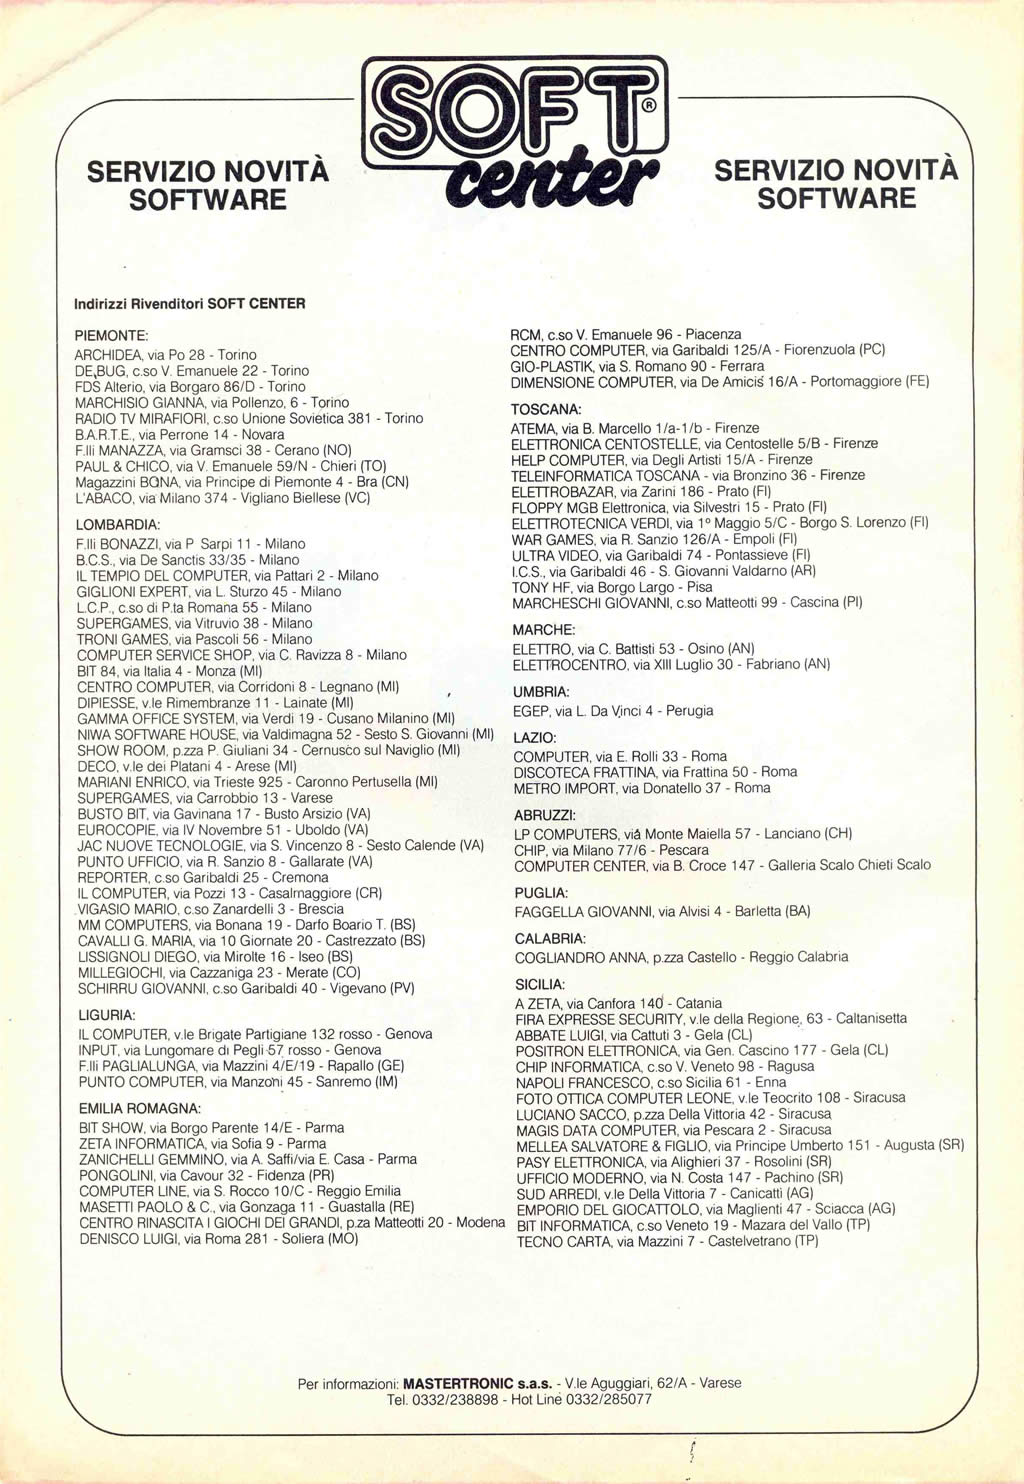 SOFT®
center
SERVIZIO NOVITÀ
SOFTWARE
SERVIZIO NOVITÀ
SOFTWARE
Indirizzi Rivenditori SOFT CENTER
PIEMONTE:
ARCHIDEA, via Po 28 - Torino
DE,BUG, c.so V. Emanuele 22 - Torino
FDS Alterio, via Borgaro 86/D - Torino
MARCHISIO GIANNA, via Pollenzo, 6 - Torino
RADIO TV MIRAFIORI, c.so Unione Sovietica 381 - Torino
B.A.R.T.E., via Perrone 14 - Novara
F.lli MANAZZA, via Gramsci 38 - Cerano (NO)
PAUL & CHICO, via V. Emanuele 59/N - Chieri (TO)
Magazzini BONA, via Principe di Piemonte 4 - Bra (CN)
L'ABACO, via Milano 374 - Vigliano Biellese (VC)
LOMBARDIA:
F.lli BONAZZI, via P Sarpi 11 - Milano
B.C.S., via De Sanctis 33/35 - Milano
IL TEMPIO DEL COMPUTER, via Pattari 2 - Milano
GIGLIONI EXPERT, via L. Sturzo 45 - Milano
L.C.P., c.so di P.ta Romana 55 - Milano
SUPERGAMES, via Vitruvio 38 - Milano
TRONI GAMES, via Pascoli 56 - Milano
COMPUTER SERVICE SHOP, via C. Ravizza 8 - Milano
BIT 84, via Italia 4 - Monza (MI)
CENTRO COMPUTER, via Corridoni 8 - Legnano (MI)
DIPIESSE, v.le Rimembranze 11 - Lainate (MI)
GAMMA OFFICE SYSTEM, via Verdi 19 - Cusano Milanino (MI)
NIWA SOFTWARE HOUSE, via Valdimagna 52 - Sesto S. Giovanni (MI)
SHOW ROOM, p.zza P. Giuliani 34 - Cernusco sul Naviglio (MI)
DECO, v.le dei Platani 4 - Arese (MI)
MARIANI ENRICO, via Trieste 925 - Caronno Pertusella (MI)
SUPERGAMES, via Carrobbio 13 - Varese
BUSTO BIT, via Gavinana 17 - Busto Arsizio (VA)
EUROCOPIE, via IV Novembre 51 - Uboldo (VA)
JAC NUOVE TECNOLOGIE, via S. Vincenzo 8 - Sesto Calende (VA)
PUNTO UFFICIO, via R. Sanzio 8 - Gallarate (VA)
REPORTER, c.so Garibaldi 25 - Cremona
IL COMPUTER, via Pozzi 13 - Casalmaggiore (CR)
VIGASIO MARIO, c.so Zanardelli 3 - Brescia
MM COMPUTERS, via Bonana 19 - Darfo Boario T. (BS)
CAVALLI G. MARIA, via 10 Giornate 20 - Castrezzato (BS)
LISSIGNOLI DIEGO, via Mirolte 16 - Iseo (BS)
MILLEGIOCHI, via Cazzaniga 23 - Merate (CO)
SCHIRRU GIOVANNI, c.so Garibaldi 40 - Vigevano (PV)
LIGURIA:
IL COMPUTER, v.le Brigate Partigiane 132 rosso - Genova
INPUT, via Lungomare di Pegli 57 rosso - Genova
F.lli PAGLIALUNGA, via Mazzini 4/E/19 - Rapallo (GE)
PUNTO COMPUTER, via Manzoni 45 - Sanremo (IM)
EMILIA ROMAGNA:
BIT SHOW, via Borgo Parente 14/E - Parma
ZETA INFORMATICA, via Sofia 9 - Parma
ZANICHELLI GEMMINO, via A. Saffi/via E. Casa - Parma
PONGOLINI, via Cavour 32 - Fidenza (PR)
COMPUTER LINE, via S. Rocco 10/C - Reggio Emilia
MASETTI PAOLO & C., via Gonzaga 11 - Guastalla (RE)
CENTRO RINASCITA I GIOCHI DEI GRANDI, p.za Matteotti 20 - Modena
DENISCO LUIGI, via Roma 281 - Soliera (MO)
RCM, c.so V. Emanuele 96 - Piacenza
CENTRO COMPUTER, via Garibaldi 125/A - Fiorenzuola (PC)
GIO-PLASTIK, via S. Romano 90 - Ferrara
DIMENSIONE COMPUTER, via De Amicis 16/A - Portomaggiore (FE)
TOSCANA:
ATEMA, via B. Marcello 1/a-1/b - Firenze
ELETTRONICA CENTOSTELLE, via Centostelle 5/B - Firenze
HELP COMPUTER, via Degli Artisti 15/A - Firenze
TELEINFORMATICA TOSCANA - via Bronzino 36 - Firenze
ELETTROBAZAR, via Zarini 186 - Prato (FI)
FLOPPY MGB Elettronica, via Silvestri 15 - Prato (FI)
ELETTROTECNICA VERDI, via 1° Maggio 5/C - Borgo S. Lorenzo (FI)
WAR GAMES, via R. Sanzio 126/A - Empoli (FI)
ULTRA VIDEO, via Garibaldi 74 - Pontassieve (FI)
I.C.S., via Garibaldi 46 - S. Giovanni Valdarno (AR)
TONY HF, via Borgo Largo - Pisa
MARCHESCHI GIOVANNI, c.so Matteotti 99 - Cascina (PI)
MARCHE:
ELETTRO, via C. Battisti 53 - Osino (AN)
ELETTROCENTRO, via XIII Luglio 30 - Fabriano (AN)
UMBRIA:
EGEP, via L. Da Vinci 4 - Perugia
LAZIO:
COMPUTER, via E. Rolli 33 - Roma
DISCOTECA FRATTINA, via Frattina 50 - Roma
METRO IMPORT, via Donatello 37 - Roma
ABRUZZI:
LP COMPUTERS, via Monte Maiella 57 - Lanciano (CH)
CHIP, via Milano 77/6 - Pescara
COMPUTER CENTER, via B. Croce 147 - Galleria Scalo Chieti Scalo
PUGLIA:
FAGGELLA GIOVANNI, via Alvisi 4 - Barletta (BA)
CALABRIA:
COGLIANDRO ANNA, p.zza Castello - Reggio Calabria
SICILIA:
A ZETA, via Canfora 140 - Catania
FIRA EXPRESSE SECURITY, v.le della Regione, 63 - Caltanisetta
ABBATE LUIGI, via Cattuti 3 - Gela (CL)
POSITRON ELETTRONICA, via Gen. Cascino 177 - Gela (CL)
CHIP INFORMATICA, c.so V. Veneto 98 - Ragusa
NAPOLI FRANCESCO, c.so Sicilia 61 - Enna
FOTO OTTICA COMPUTER LEONE, v.le Teocrito 108 - Siracusa
LUCIANO SACCO, p.zza Della Vittoria 42 - Siracusa
MAGIS DATA COMPUTER, via Pescara 2 - Siracusa
MELLEA SALVATORE & FIGLIO, via Principe Umberto 151 - Augusta (SR)
PASY ELETTRONICA, via Alighieri 37 - Rosolini (SR)
UFFICIO MODERNO, via N. Costa 147 - Pachino (SR)
SUD ARREDI, v.le Della Vittoria 7 - Canicatti (AG)
EMPORIO DEL GIOCATTOLO, via Maglienti 47 - Sciacca (AG)
BIT INFORMATICA, c.so Veneto 19 - Mazara del Vallo (TP)
TECNO CARTA, via Mazzini 7 - Castelvetrano (TP)
Per informazioni: MASTERTRONIC s.a.s. - V.le Aguggiari, 62/A - Varese
Tel. 0332/238898 - Hot Line 0332/285077